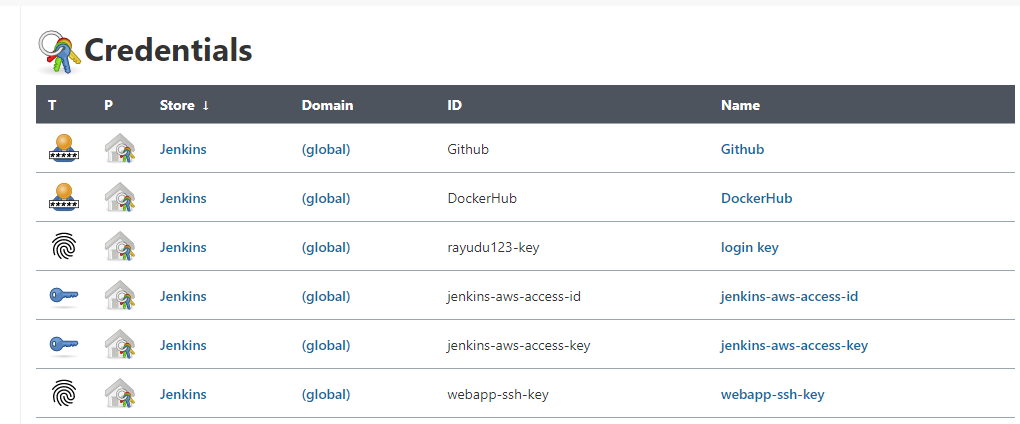 Credentials
T P Store ↓ Domain ID Name
***** Jenkins (global) Github Github
***** Jenkins (global) DockerHub DockerHub
Jenkins (global) rayudu123-key login key
Jenkins (global) jenkins-aws-access-id jenkins-aws-access-id
Jenkins (global) jenkins-aws-access-key jenkins-aws-access-key
Jenkins (global) webapp-ssh-key webapp-ssh-key